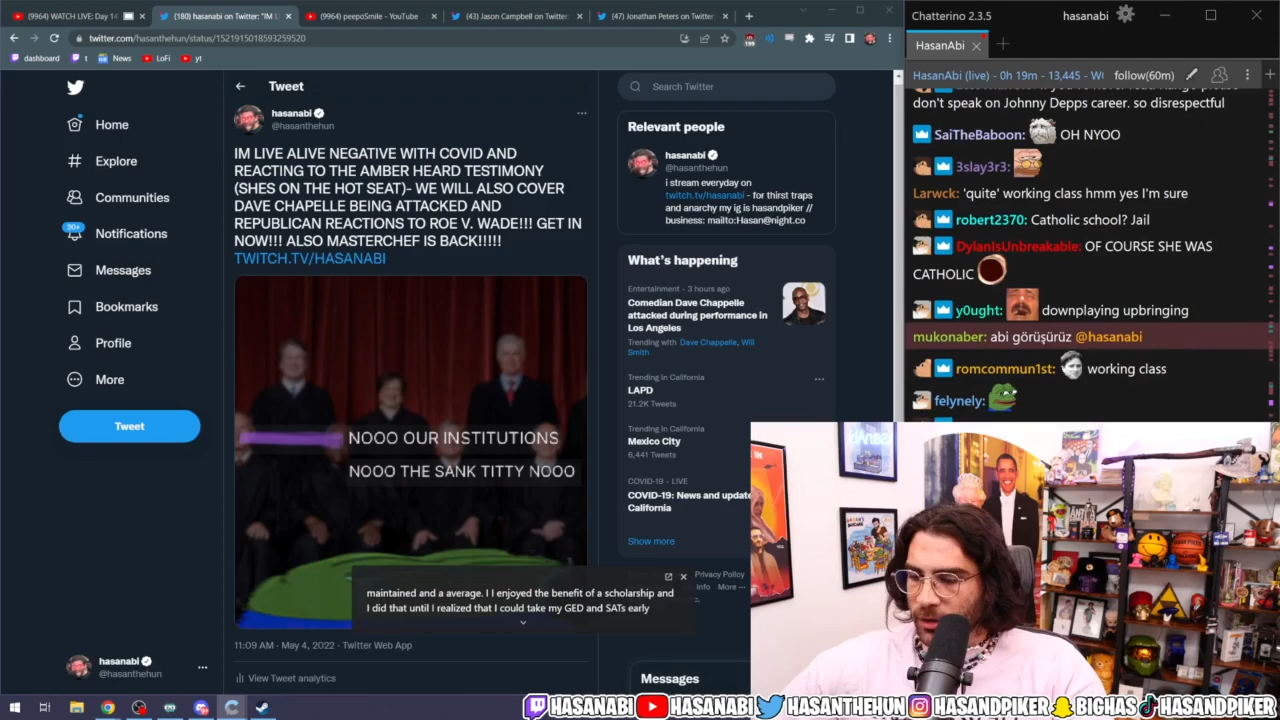 (9964) WATCH LIVE: Day 14
(180) hasanabi on Twitter: "IM L
(9964) peepoSmile - YouTube
(43) Jason Campbell on Twitter:
(47) Jonathan Peters on Twitter:
twitter.com/hasanthehun/status/1521915018593259520
dashboard
t
News
LoFi
yt
Home
Explore
Communities
20+
Notifications
Messages
Bookmarks
Profile
More
Tweet
hasanabi
@hasanthehun
Tweet
hasanabi
@hasanthehun
IM LIVE ALIVE NEGATIVE WITH COVID AND
REACTING TO THE AMBER HEARD TESTIMONY
(SHES ON THE HOT SEAT)- WE WILL ALSO COVER
DAVE CHAPELLE BEING ATTACKED AND
REPUBLICAN REACTIONS TO ROE V. WADE!!! GET IN
NOW!!! ALSO MASTERCHEF IS BACK!!!!!
TWITCH.TV/HASANABI
NOOO OUR INSTITUTIONS
NOOO THE SANK TITTY NOOO
maintained and a average. I I enjoyed the benefit of a scholarship and
I did that until I realized that I could take my GED and SATs early
11:09 AM · May 4, 2022 · Twitter Web App
View Tweet analytics
Search Twitter
Relevant people
hasanabi
@hasanthehun
i stream everyday on
twitch.tv/hasanabi - for thirst traps
and anarchy my ig is hasandpiker //
business: mailto:Hasan@night.co
What's happening
Entertainment · 3 hours ago
Comedian Dave Chappelle
attacked during performance in
Los Angeles
Trending with Dave Chappelle, Will
Smith
Trending in California
LAPD
21.2K Tweets
Trending in California
Mexico City
6,441 Tweets
COVID-19 · LIVE
COVID-19: News and update
California
Show more
Privacy Policy
Info More
Messages
Chatterino 2.3.5
hasanabi
HasanAbi
HasanAbi (live) - 0h 19m - 13,445 - W
follow(60m)
don't speak on Johnny Depps career. so disrespectful
SaiTheBaboon: OH NYOO
3slay3r3:
Larwck: 'quite' working class hmm yes I'm sure
robert2370: Catholic school? Jail
DylanIsUnbreakable: OF COURSE SHE WAS
CATHOLIC
y0ught: downplaying upbringing
mukonaber: abi görüşürüz @hasanabi
romcommun1st: working class
felynely:
HASANABI HASANABI HASANTHEHUN HASANDPIKER BIGHAS HASANDPIKER